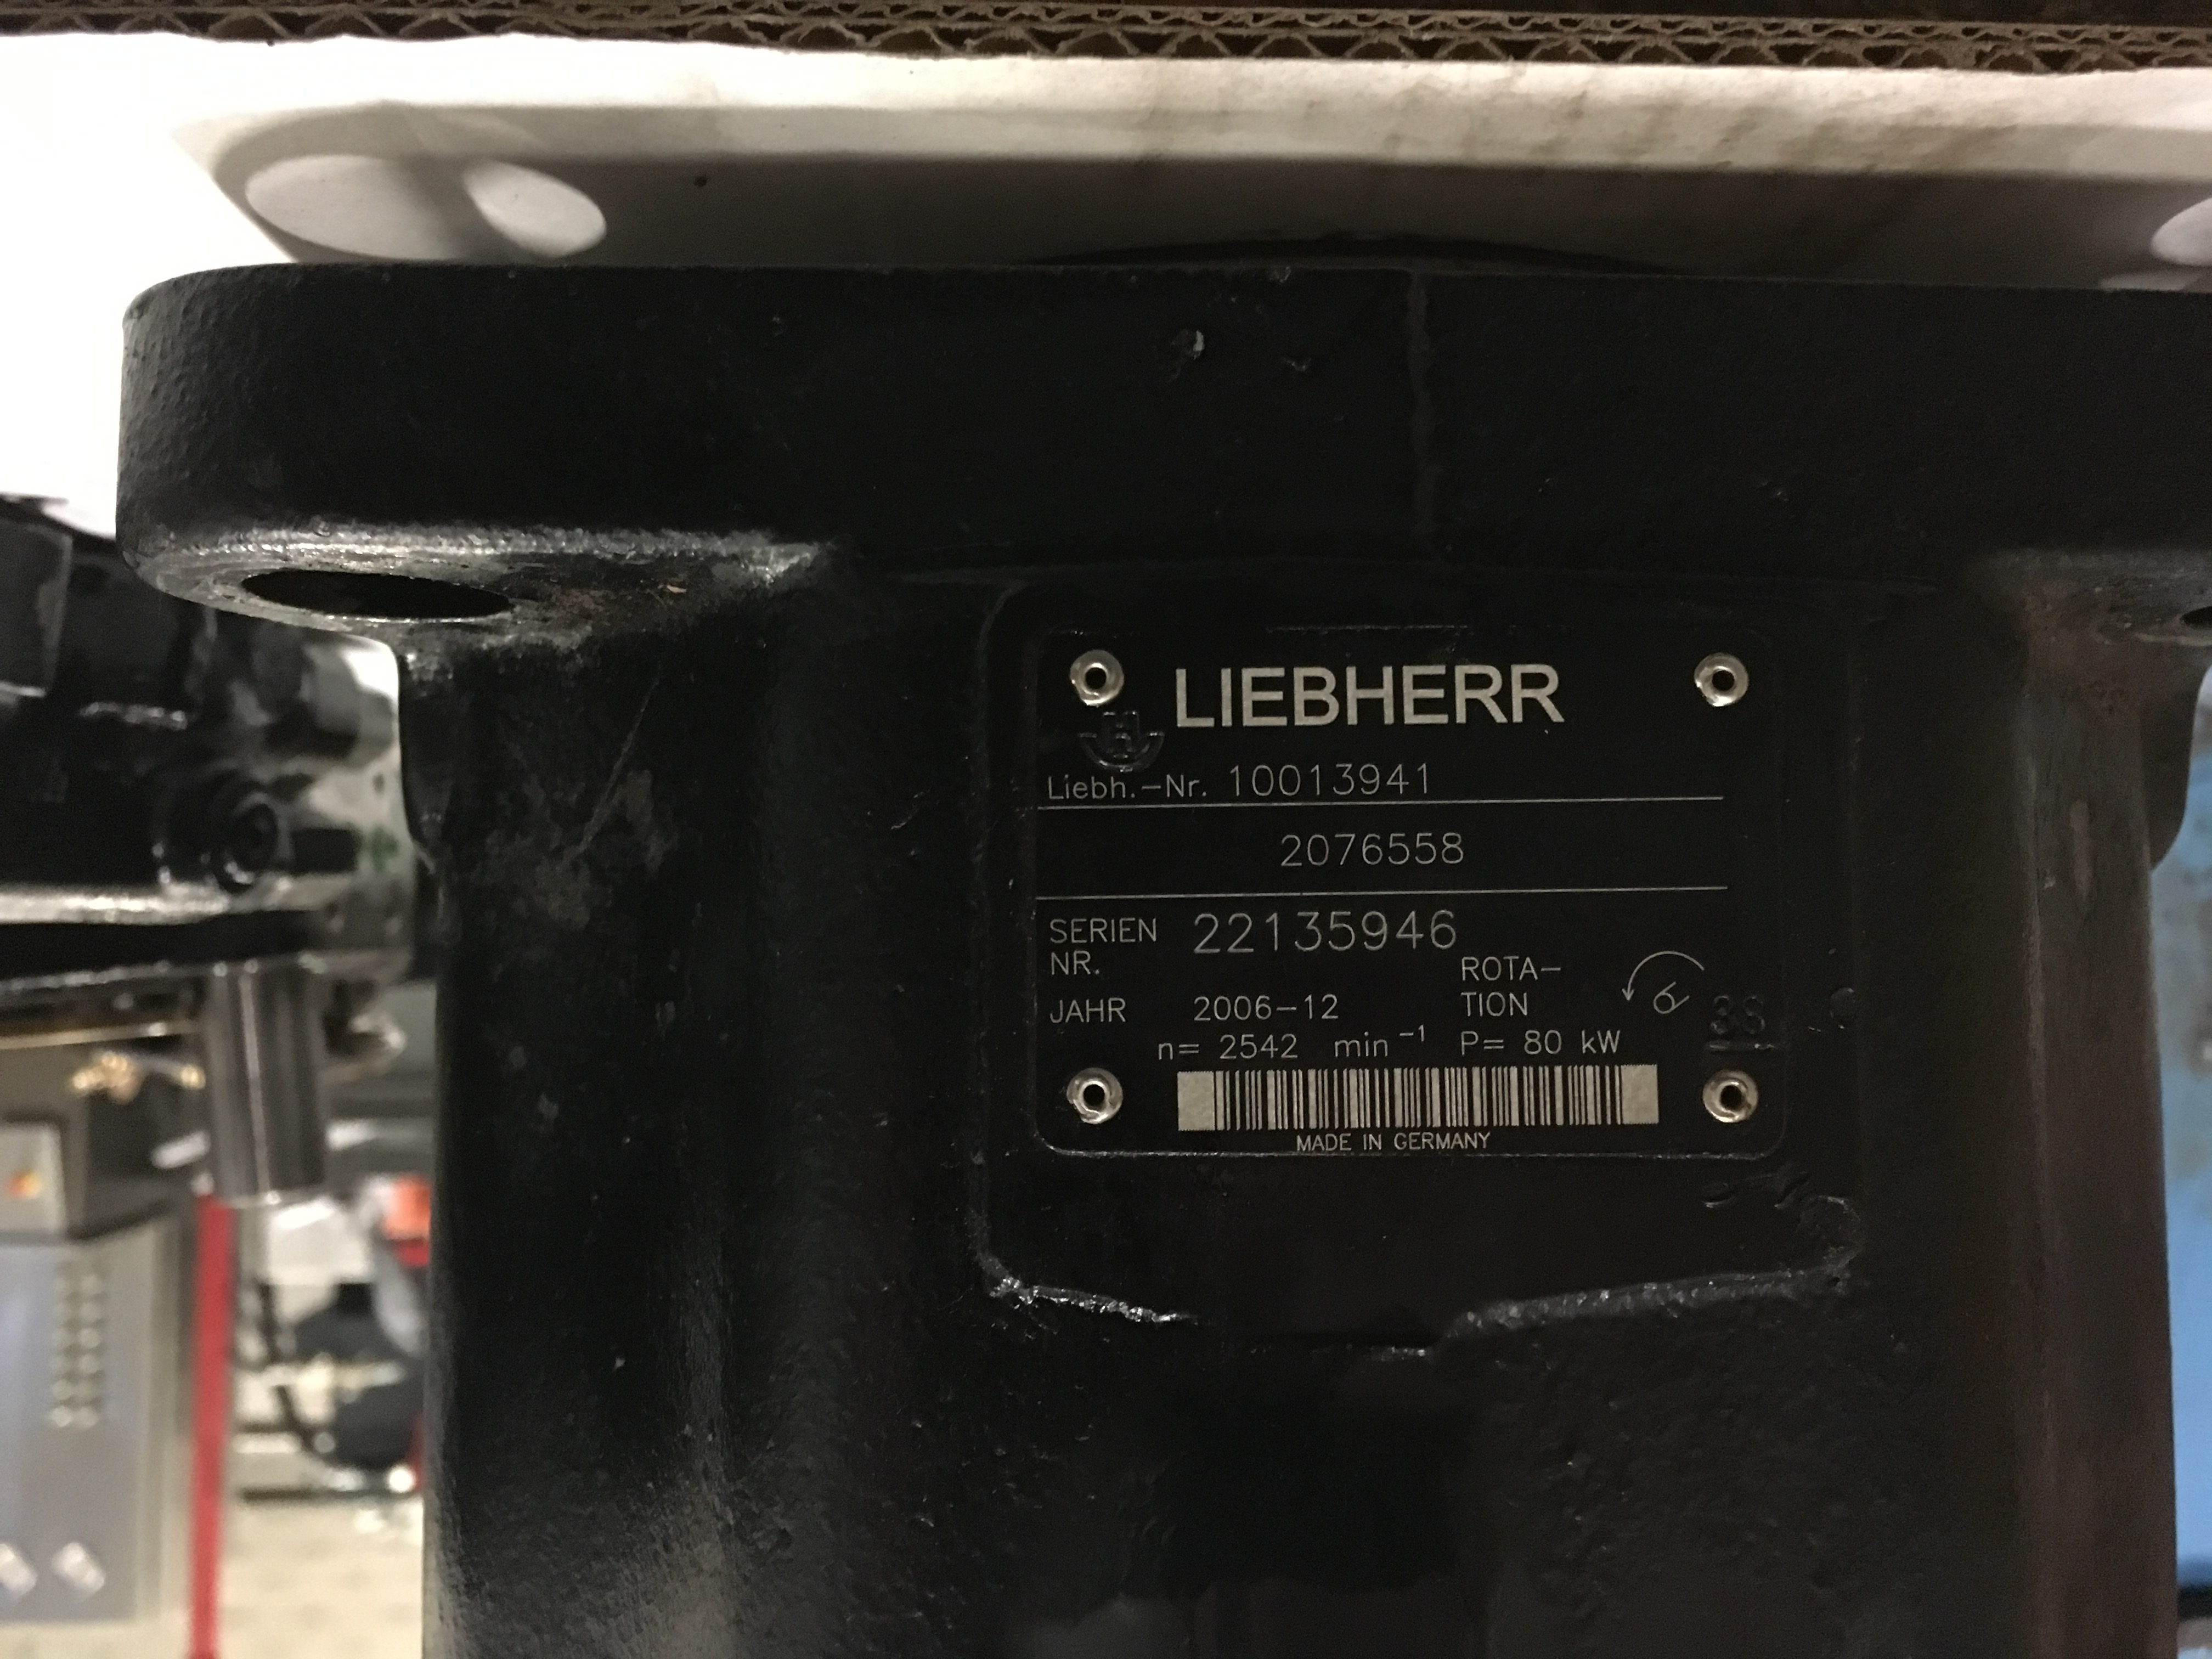 LIEBHERR
Liebh.-Nr. 10013941
2076558
SERIEN NR. 22135946
ROTA-
TION
JAHR 2006-12
n= 2542 min⁻¹ P= 80 kW
MADE IN GERMANY